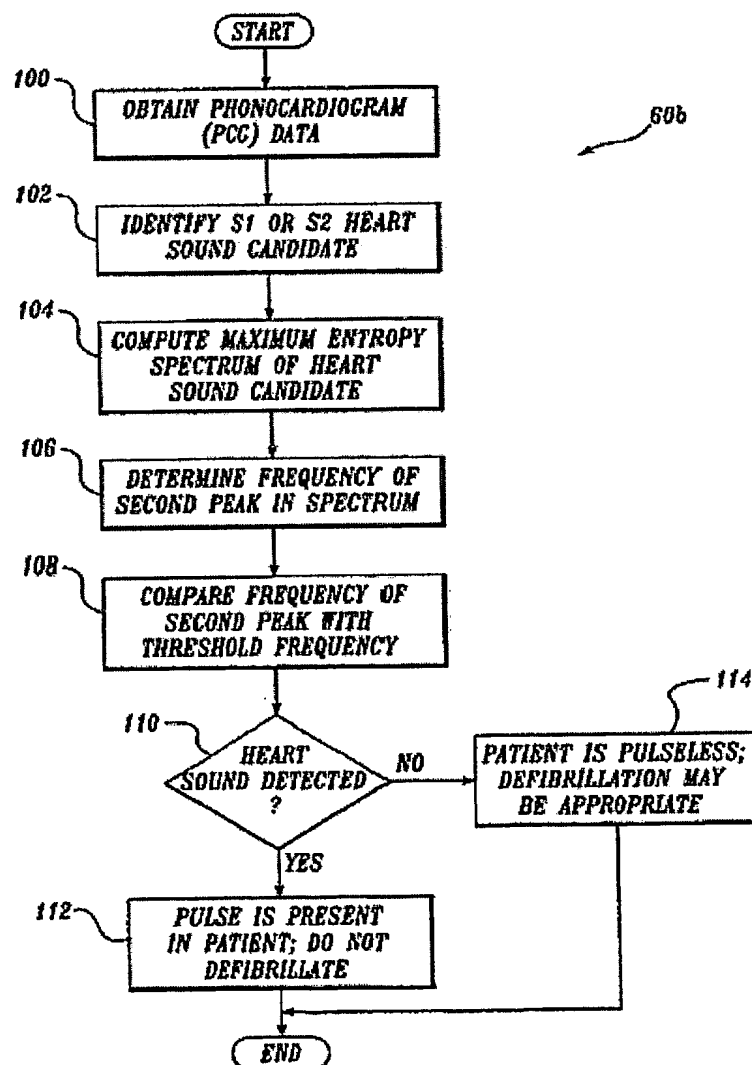 START
100
OBTAIN PHONOCARDIOGRAM
(PCG) DATA
60b
102
IDENTIFY S1 OR S2 HEART
SOUND CANDIDATE
104
COMPUTE MAXIMUM ENTROPY
SPECTRUM OF HEART
SOUND CANDIDATE
106
DETERMINE FREQUENCY OF
SECOND PEAK IN SPECTRUM
108
COMPARE FREQUENCY OF
SECOND PEAK WITH
THRESHOLD FREQUENCY
110
HEART
SOUND DETECTED
?
NO
114
PATIENT IS PULSELESS;
DEFIBRILLATION MAY
BE APPROPRIATE
YES
112
PULSE IS PRESENT
IN PATIENT; DO NOT
DEFIBRILLATE
END